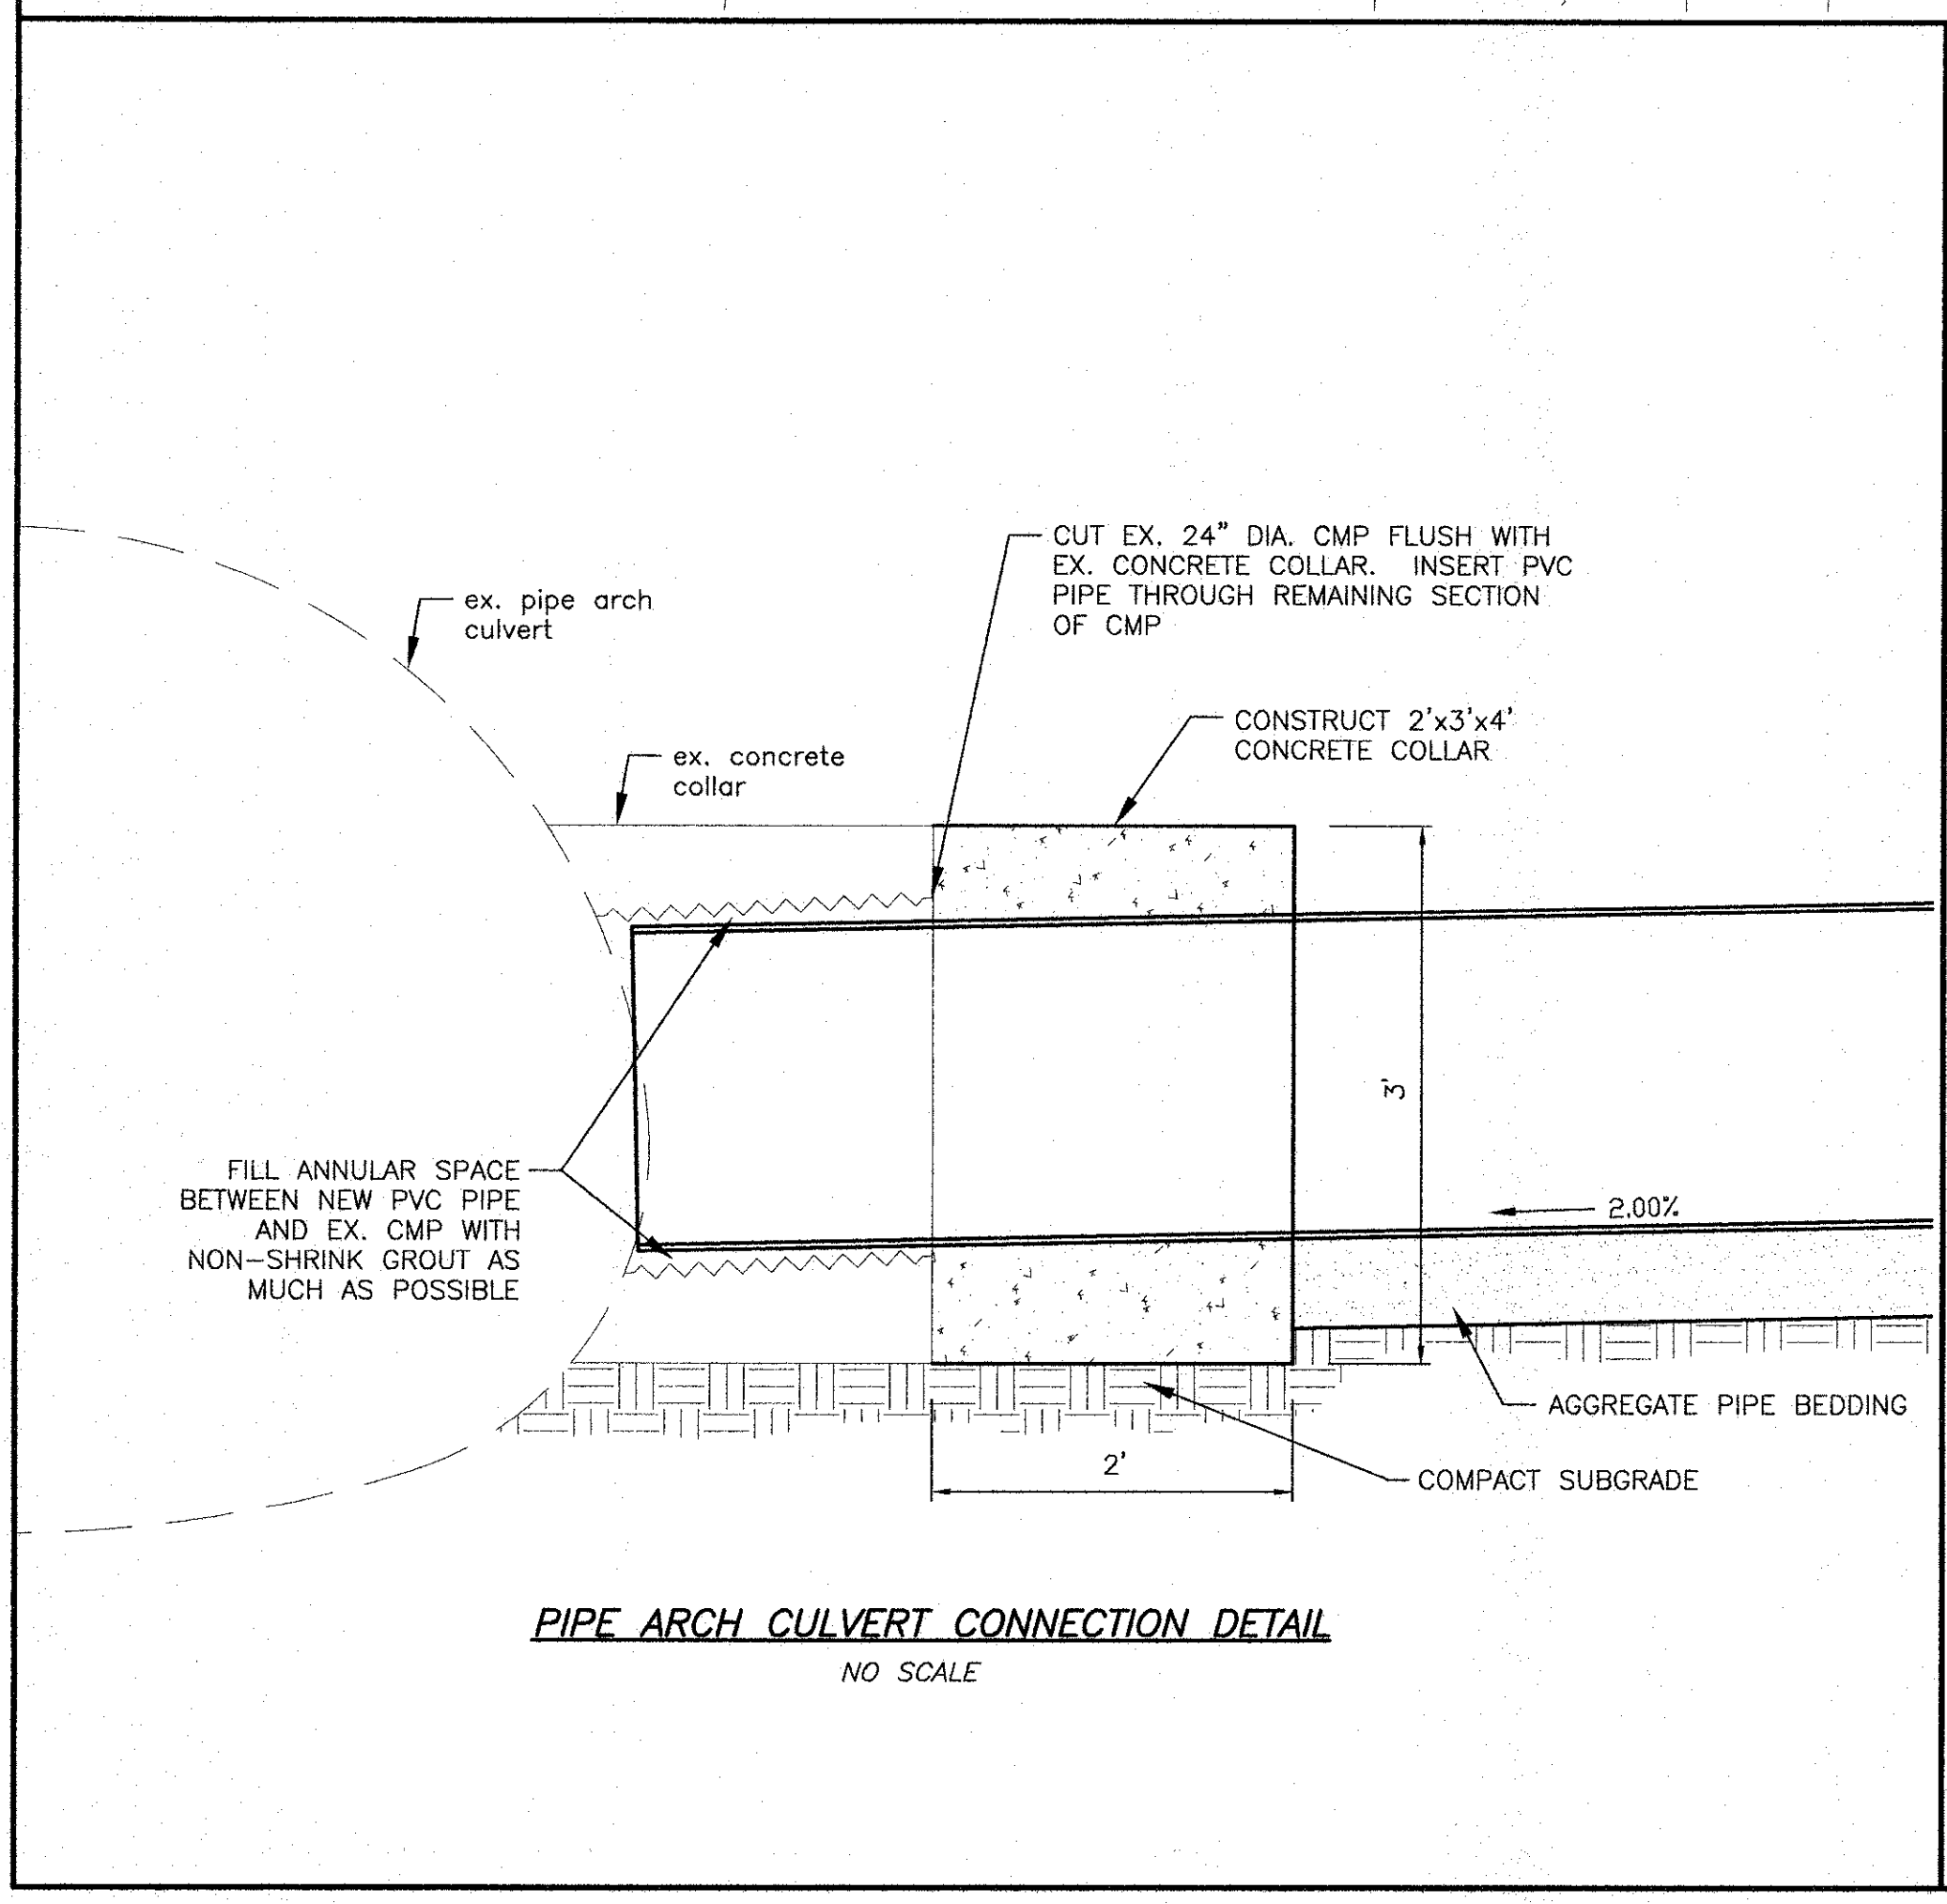 CUT EX. 24" DIA. CMP FLUSH WITH
EX. CONCRETE COLLAR. INSERT PVC
PIPE THROUGH REMAINING SECTION
OF CMP
ex. pipe arch
culvert
CONSTRUCT 2'x3'x4'
CONCRETE COLLAR
ex. concrete
collar
3'
FILL ANNULAR SPACE
BETWEEN NEW PVC PIPE
AND EX. CMP WITH
NON-SHRINK GROUT AS
MUCH AS POSSIBLE
2.00%
AGGREGATE PIPE BEDDING
2'
COMPACT SUBGRADE
PIPE ARCH CULVERT CONNECTION DETAIL
NO SCALE